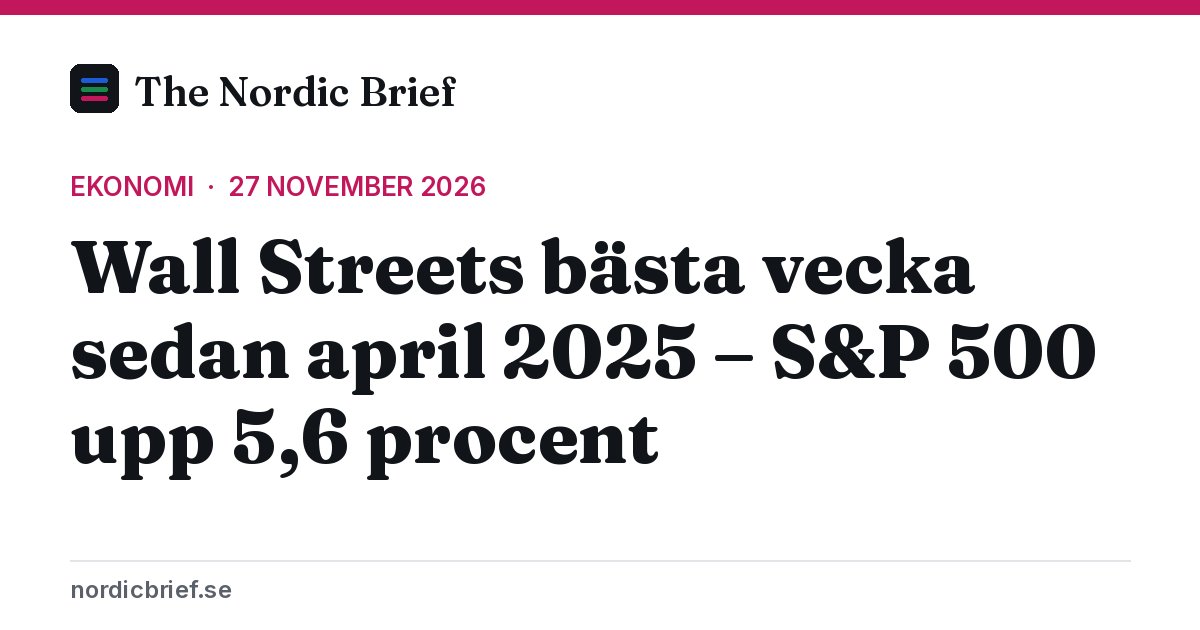 The Nordic Brief
EKONOMI · 27 NOVEMBER 2026
Wall Streets bästa vecka
sedan april 2025 – S&P 500
upp 5,6 procent
nordicbrief.se